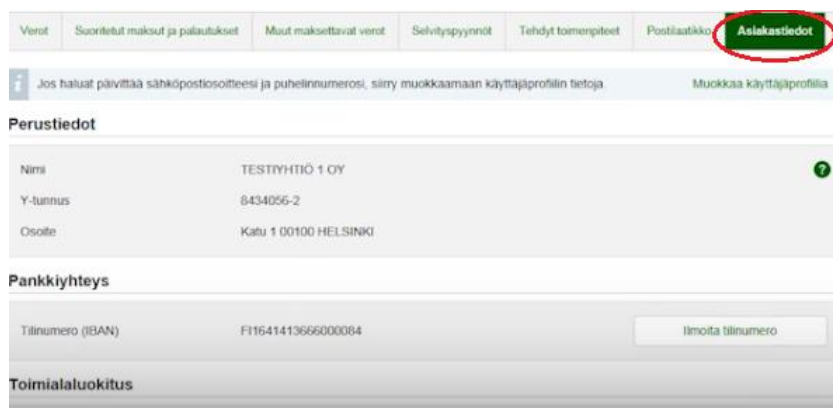 Verot Suoritetut maksut ja palautukset Muut maksettavat verot Selvityspyynnöt Tehdyt toimenpiteet Postilaatikko Asiakastiedot
i Jos haluat päivittää sähköpostiosoitteesi ja puhelinnumerosi, siirry muokkaamaan käyttäjäprofiilin tietoja. Muokkaa käyttäjäprofiilia
Perustiedot
Nimi TESTIYHTIÖ 1 OY ?
Y-tunnus 8434056-2
Osoite Katu 1 00100 HELSINKI
Pankkiyhteys
Tilinumero (IBAN) FI1641413666000084 Ilmoita tilinumero
Toimialaluokitus